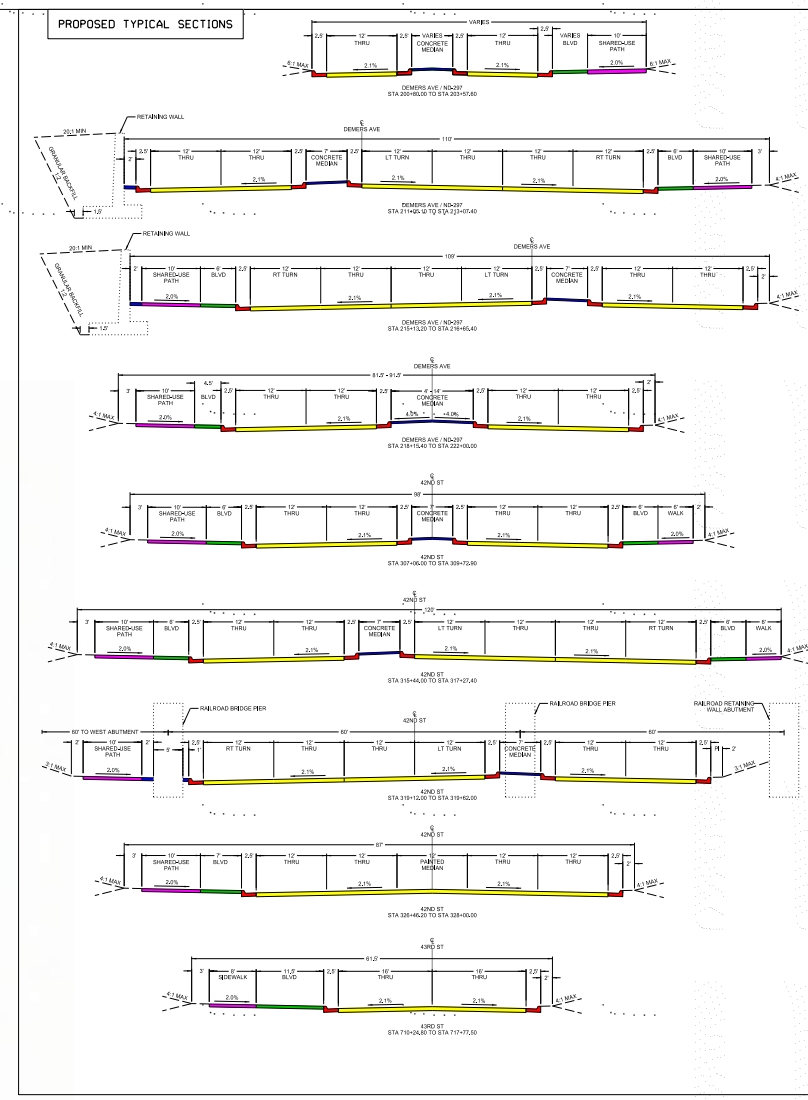 PROPOSED TYPICAL SECTIONS
VARIES
2.5' 12' 2.5' VARIES 2.5' 12' 2.5' VARIES 10'
THRU CONCRETE THRU BLVD SHARED-USE
MEDIAN PATH
6:1 MAX 2.1% 2.1% 2.0% 6:1 MAX
DEMERS AVE / ND-297
STA 200+80.00 TO STA 203+57.60
RETAINING WALL
20:1 MIN
DEMERS AVE
110'
2' 2.5' 12' 12' 2.5' 7' 2.5' 12' 12' 12' 12' 2.5' 6' 10' 3'
THRU THRU CONCRETE LT TURN THRU THRU RT TURN BLVD SHARED-USE
MEDIAN PATH
GRANULAR BACKFILL
1:2
2.1% 2.1% 2.1% 2.0% 4:1 MAX
1.5'
DEMERS AVE / ND-297
STA 211+05.10 TO STA 213+07.40
RETAINING WALL
20:1 MIN
DEMERS AVE
109'
2' 10' 6' 2.5' 12' 12' 12' 12' 2.5' 7' 2.5' 12' 12' 2.5' 2'
SHARED-USE BLVD RT TURN THRU THRU LT TURN CONCRETE THRU THRU
PATH MEDIAN
GRANULAR BACKFILL
1:2
2.0% 2.1% 2.1% 2.1% 4:1 MAX
1.5'
DEMERS AVE / ND-297
STA 215+13.20 TO STA 216+65.40
DEMERS AVE
81.5' - 91.5'
3' 10' 4.5' 2.5' 12' 12' 2.5' 4' - 14' 2.5' 12' 12' 2.5' 2'
SHARED-USE BLVD THRU THRU CONCRETE THRU THRU
PATH MEDIAN
4:1 MAX 2.0% 2.1% 4.0% 4.0% 2.1% 4:1 MAX
DEMERS AVE / ND-297
STA 218+15.40 TO STA 222+00.00
42ND ST
98'
3' 10' 6' 2.5' 12' 12' 2.5' 7' 2.5' 12' 12' 2.5' 6' 6'
SHARED-USE BLVD THRU THRU CONCRETE THRU THRU BLVD WALK
PATH MEDIAN
4:1 MAX 2.0% 2.1% 2.1% 2.0% 4:1 MAX
42ND ST
STA 307+06.00 TO STA 309+72.90
42ND ST
120'
3' 10' 6' 2.5' 12' 12' 2.5' 7' 2.5' 12' 12' 12' 2.5' 6' 6'
SHARED-USE BLVD THRU THRU CONCRETE LT TURN THRU RT TURN BLVD WALK
PATH MEDIAN
4:1 MAX 2.0% 2.1% 2.1% 2.1% 2.0% 4:1 MAX
42ND ST
STA 315+44.00 TO STA 317+27.40
RAILROAD BRIDGE PIER
RAILROAD BRIDGE PIER
RAILROAD RETAINING
WALL ABUTMENT
42ND ST
60' TO WEST ABUTMENT 60' 60'
2' 10' 2' 1' 2.5' 12' 12' 12' 12' 2.5' 7' 2.5' 12' 12' 2.5' 2'
SHARED-USE RT TURN THRU THRU LT TURN CONCRETE THRU THRU
PATH MEDIAN
3:1 MAX 2.0% 2.1% 2.1% 2.1% 3:1 MAX
42ND ST
STA 319+12.00 TO STA 319+62.00
42ND ST
87'
3' 10' 7' 2.5' 12' 12' 12' 12' 12' 2.5' 2'
SHARED-USE BLVD THRU THRU PAINTED THRU THRU
PATH MEDIAN
4:1 MAX 2.0% 2.1% 2.1% 4:1 MAX
42ND ST
STA 326+46.20 TO STA 328+00.00
43RD ST
61.5'
3' 8' 11.5' 2.5' 16' 16' 2.5' 2'
SIDEWALK BLVD THRU THRU
4:1 MAX 2.0% 2.1% 2.1% 4:1 MAX
43RD ST
STA 710+24.80 TO STA 717+77.50